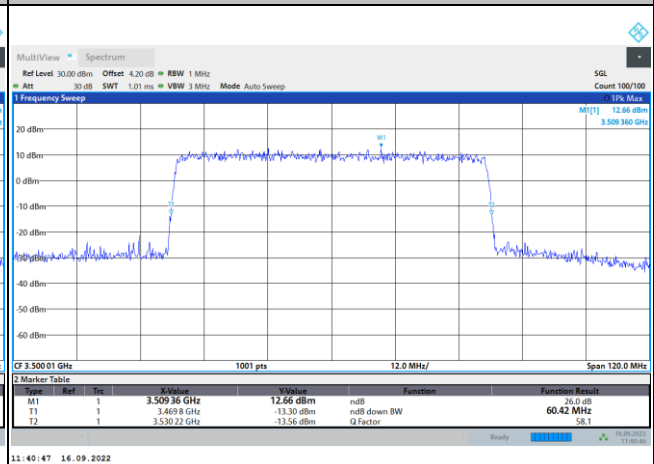 MultiView Spectrum
Ref Level 30.00 dBm Offset 4.20 dB RBW 1 MHz SGL
Att 30 dB SWT 1.01 ms VBW 3 MHz Mode Auto Sweep Count 100/100
1 Frequency Sweep 1Pk Max
M1[1] 12.66 dBm
3.509 360 GHz
M1
20 dBm
10 dBm
0 dBm
-10 dBm
-20 dBm
-30 dBm
-40 dBm
-50 dBm
-60 dBm
CF 3.500 01 GHz 1001 pts 12.0 MHz/ Span 120.0 MHz
2 Marker Table
Type Ref Trc X-Value Y-Value Function Function Result
M1 1 3.509 36 GHz 12.66 dBm ndB 26.0 dB
T1 1 3.469 8 GHz -13.30 dBm ndB down BW 60.42 MHz
T2 1 3.530 22 GHz -13.56 dBm Q Factor 58.1
Ready 16.09.2022
11:40:46
11:40:47 16.09.2022